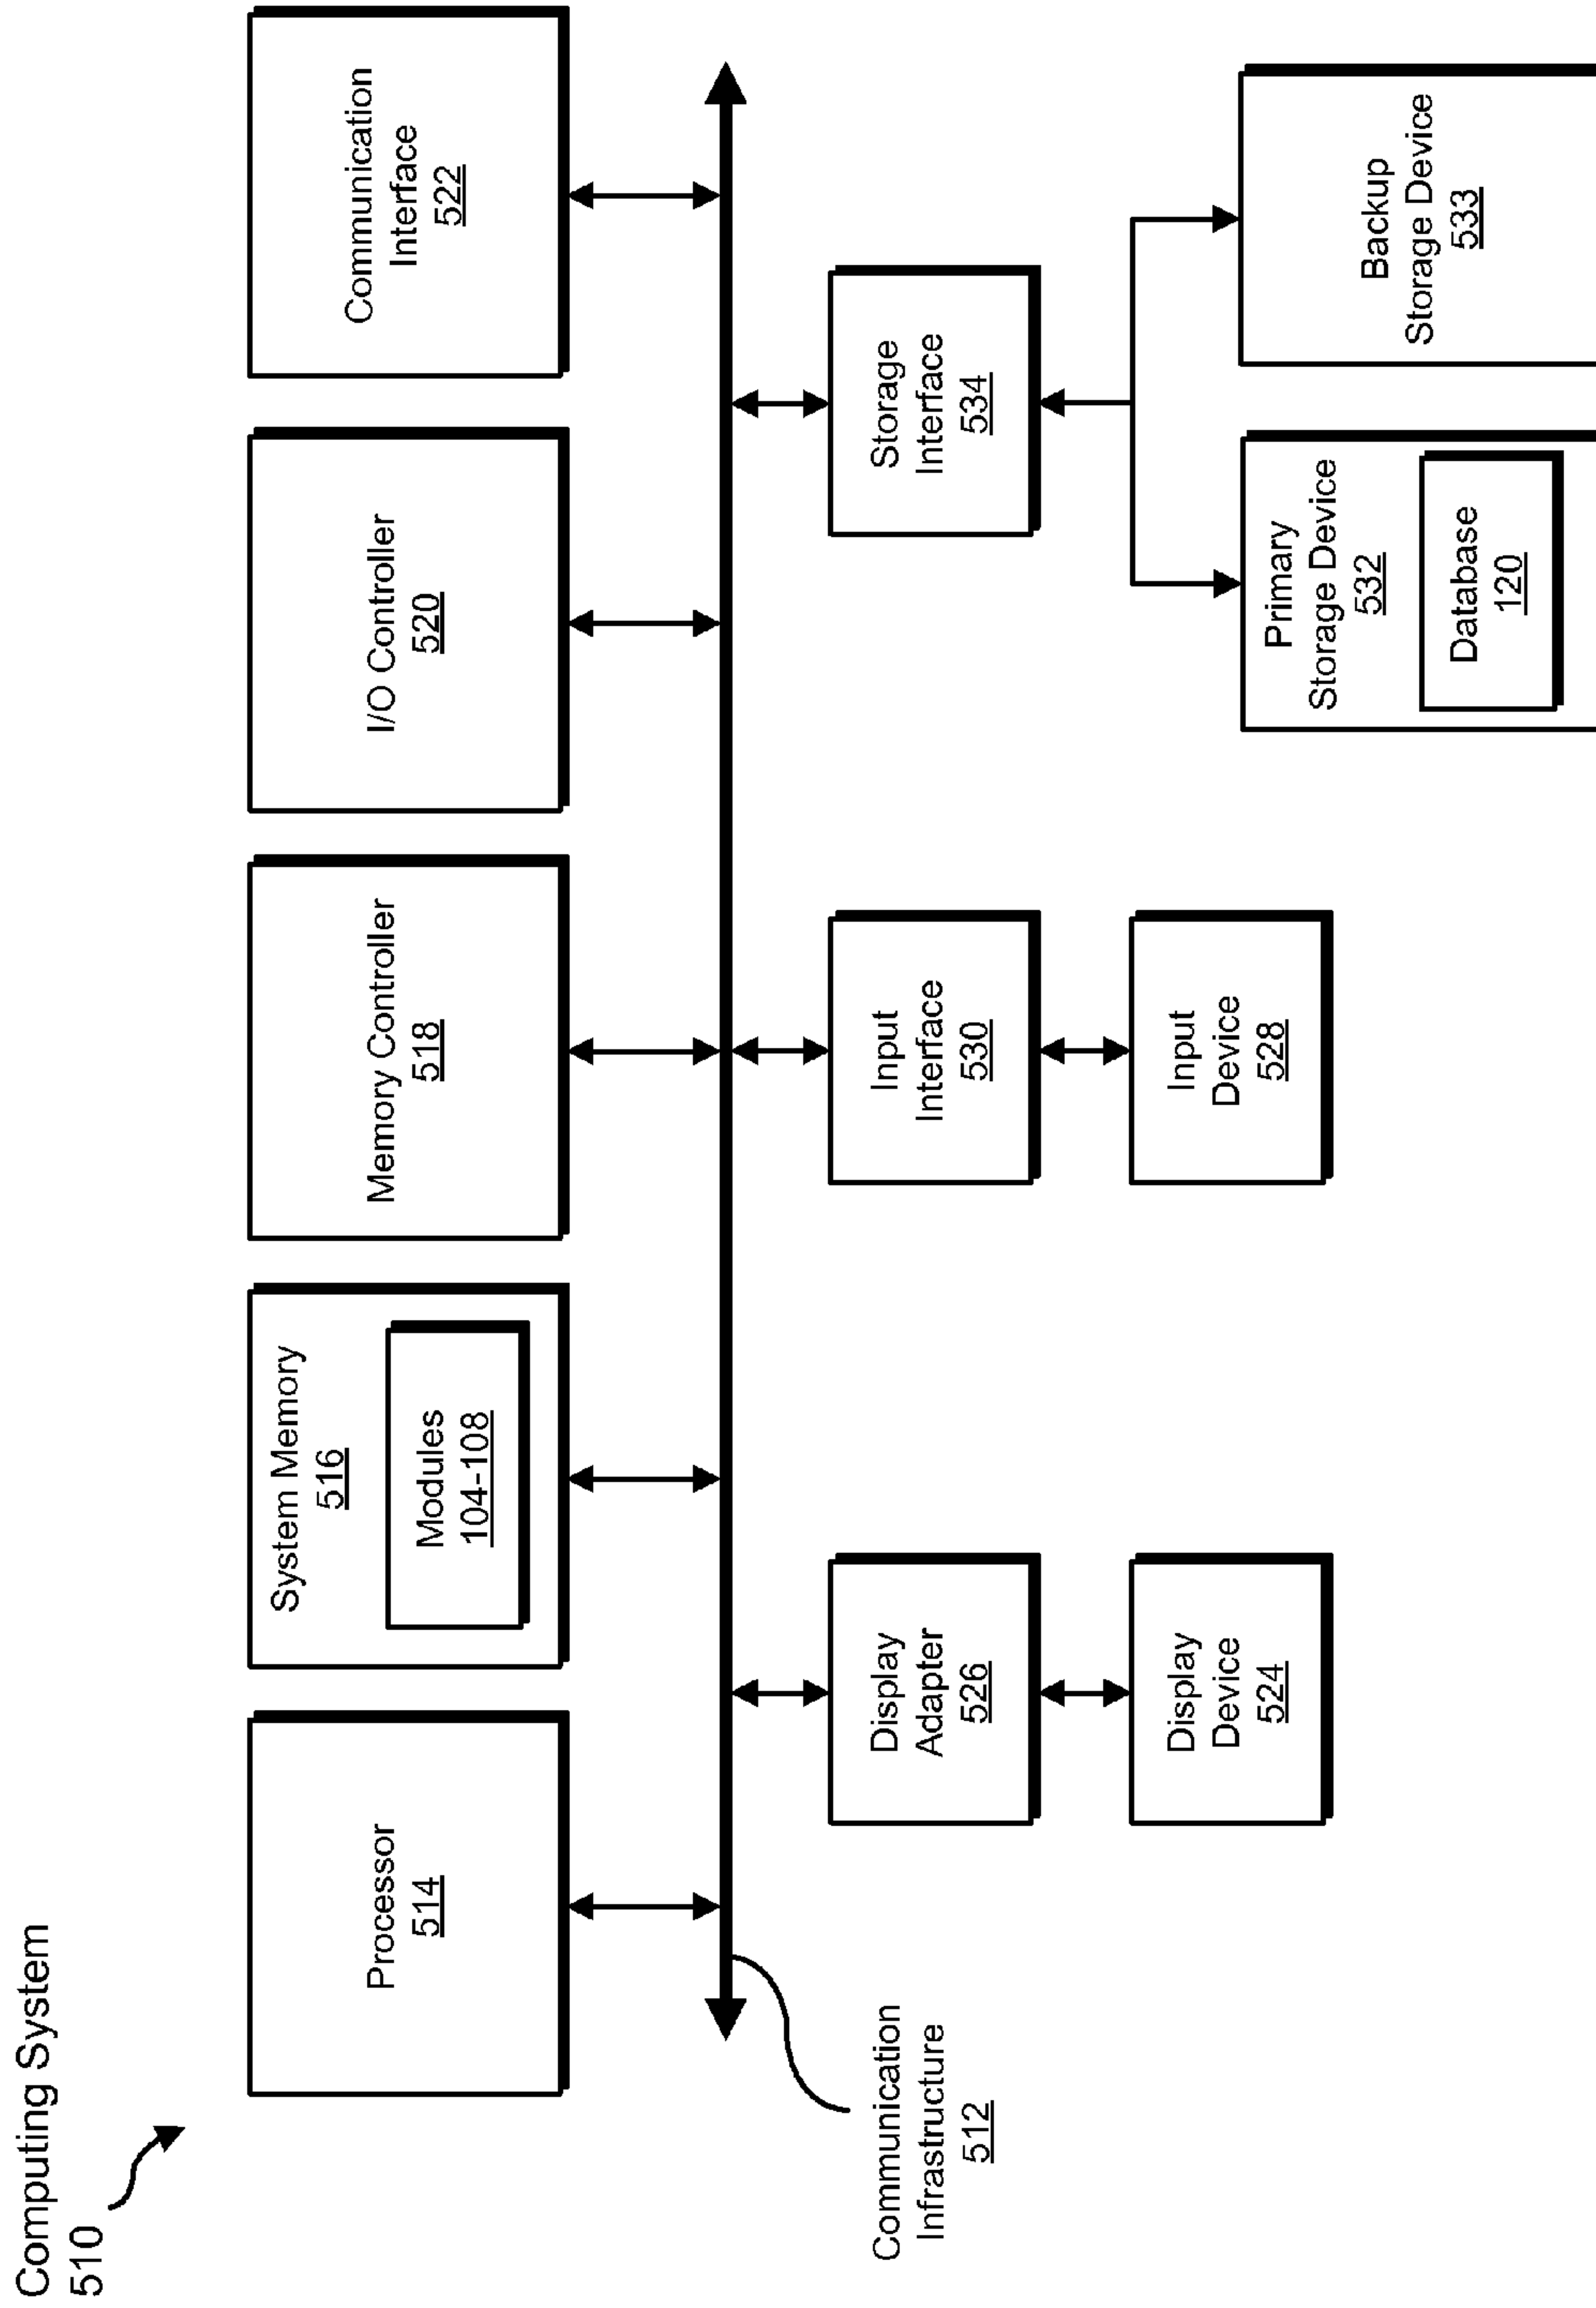 Computing System
510
Processor
514
System Memory
516
Modules
104-108
Memory Controller
518
I/O Controller
520
Communication
Interface
522
Communication
Infrastructure
512
Display
Adapter
526
Input
Interface
530
Storage
Interface
534
Display
Device
524
Input
Device
528
Primary
Storage Device
532
Database
120
Backup
Storage Device
533